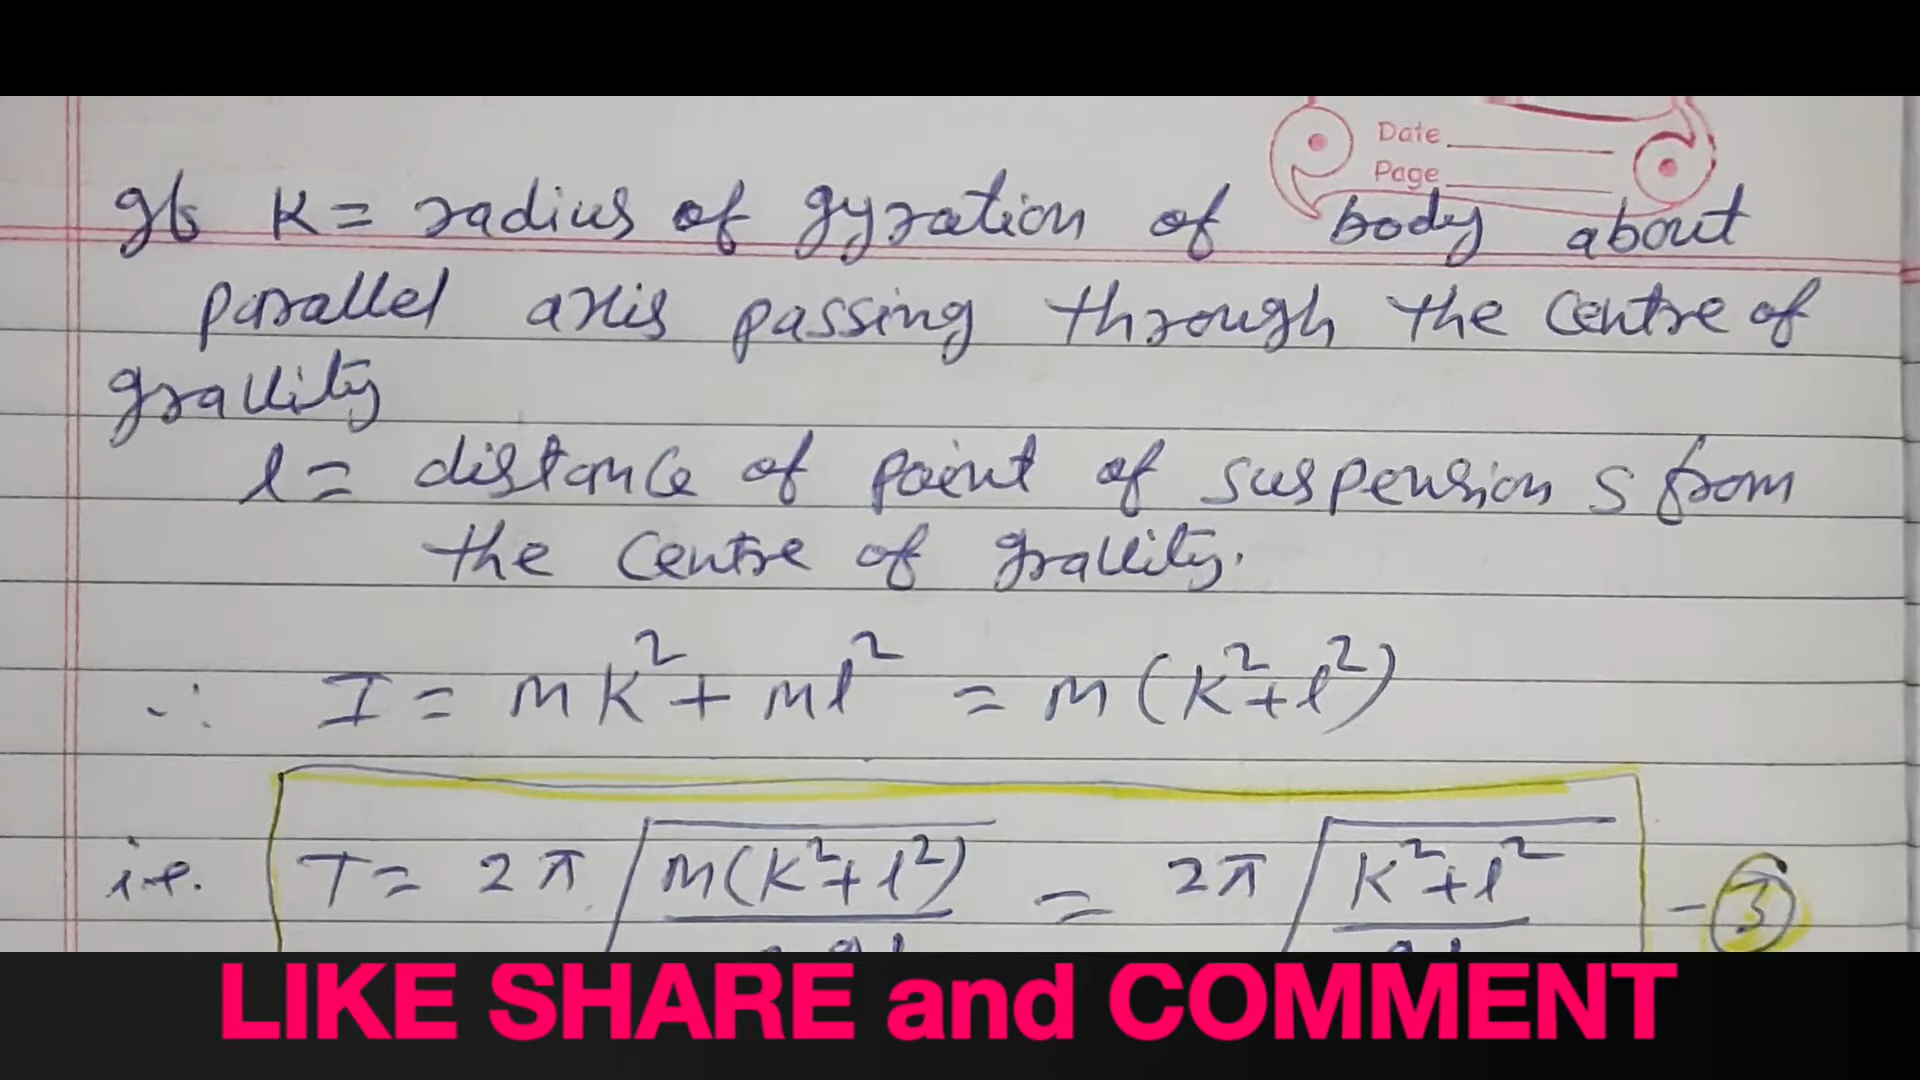 Date
Page
If K = radius of gyration of body about
parallel axis passing through the centre of
gravity
l = distance of point of suspension S from
the centre of gravity.
∴ I = mK² + ml² = m(K²+l²)
i.e. T = 2π √(m(K²+l²)) = 2π √(K²+l²) - ③
LIKE SHARE and COMMENT